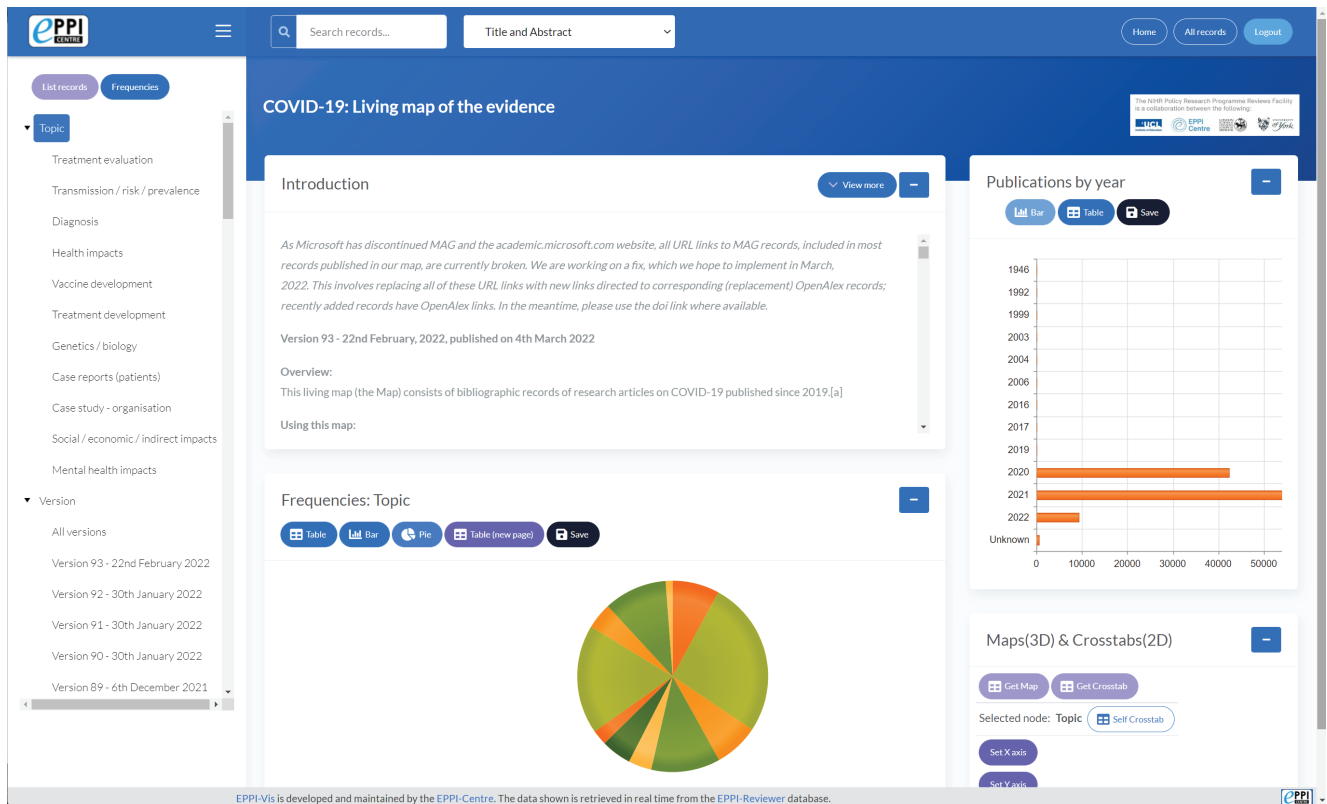 EPPI
CENTRE
Search records...
Title and Abstract
Home
All records
Logout
List records
Frequencies
Topic
Treatment evaluation
Transmission / risk / prevalence
Diagnosis
Health impacts
Vaccine development
Treatment development
Genetics / biology
Case reports (patients)
Case study - organisation
Social / economic / indirect impacts
Mental health impacts
Version
All versions
Version 93 - 22nd February 2022
Version 92 - 30th January 2022
Version 91 - 30th January 2022
Version 90 - 30th January 2022
Version 89 - 6th December 2021
COVID-19: Living map of the evidence
The NIHR Policy Research Programme Reviews Facility
is a collaboration between the following:
UCL
EPPI
Centre
of York
Introduction
View more
As Microsoft has discontinued MAG and the academic.microsoft.com website, all URL links to MAG records, included in most
records published in our map, are currently broken. We are working on a fix, which we hope to implement in March,
2022. This involves replacing all of these URL links with new links directed to corresponding (replacement) OpenAlex records;
recently added records have OpenAlex links. In the meantime, please use the doi link where available.
Version 93 - 22nd February, 2022, published on 4th March 2022
Overview:
This living map (the Map) consists of bibliographic records of research articles on COVID-19 published since 2019.[a]
Using this map:
Frequencies: Topic
Table
Bar
Pie
Table (new page)
Save
Publications by year
Bar
Table
Save
1946
1992
1999
2003
2004
2006
2016
2017
2019
2020
2021
2022
Unknown
0 10000 20000 30000 40000 50000
Maps(3D) & Crosstabs(2D)
Get Map
Get Crosstab
Selected node: Topic
Self Crosstab
Set X axis
Set Y axis
EPPI-Vis is developed and maintained by the EPPI-Centre. The data shown is retrieved in real time from the EPPI-Reviewer database.
EPPI